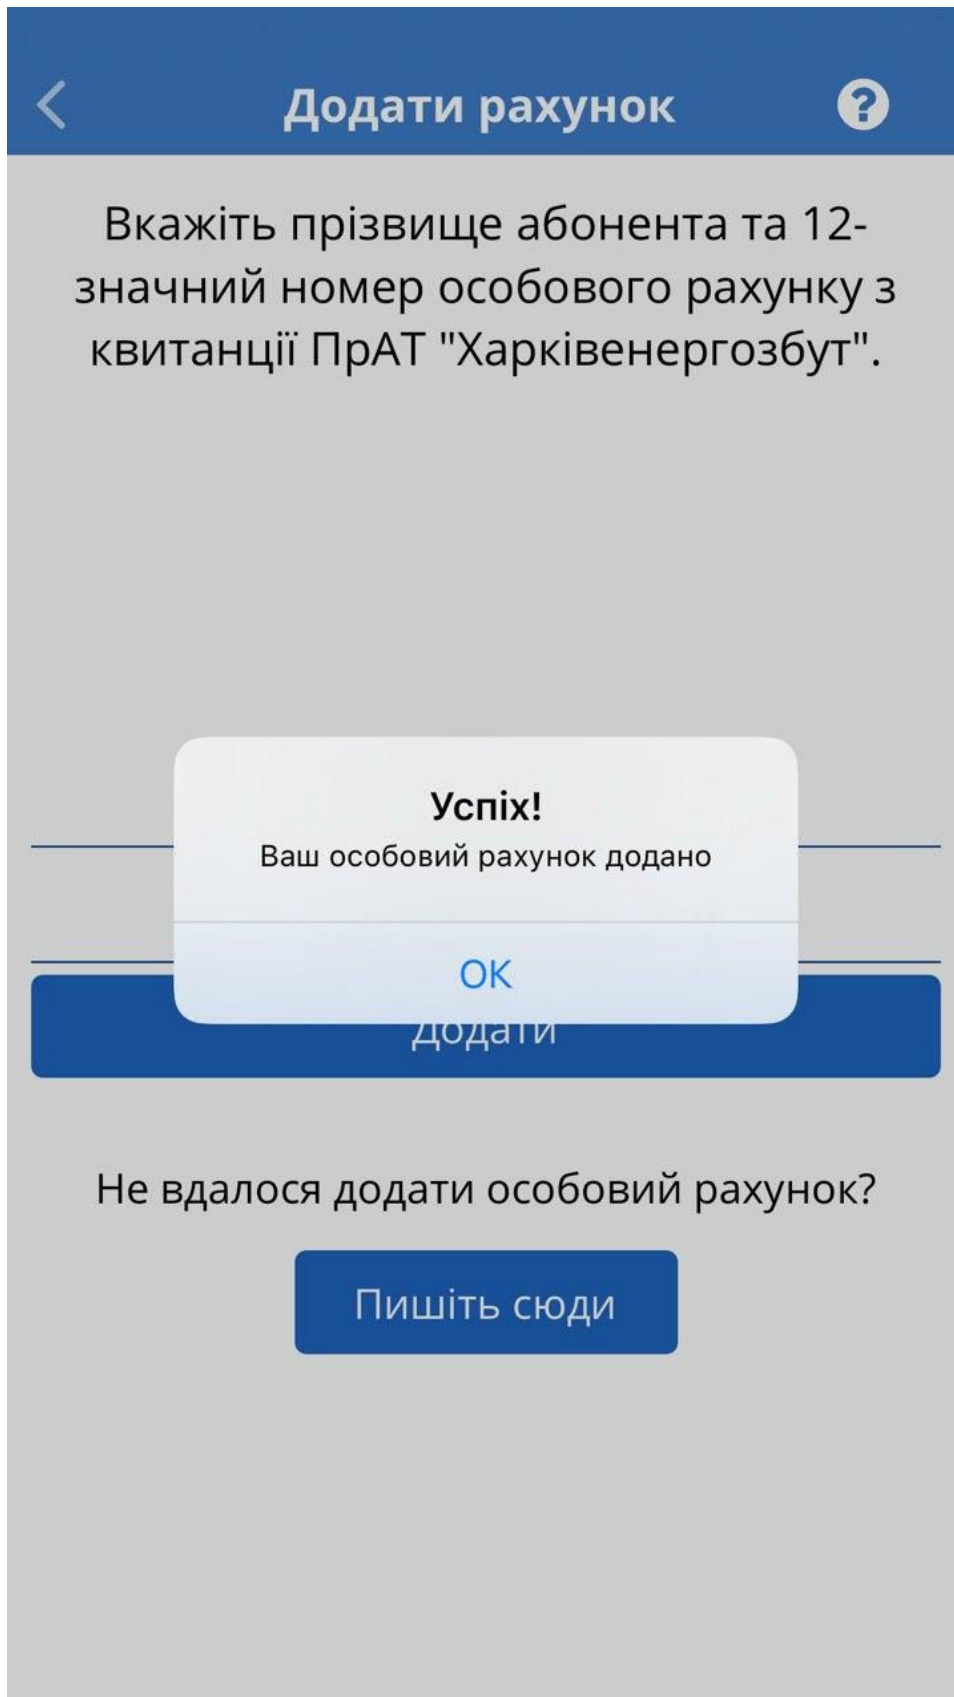 Додати рахунок
Вкажіть прізвище абонента та 12-
значний номер особового рахунку з
квитанції ПрАТ "Харківенергозбут".
Успіх!
Ваш особовий рахунок додано
ОК
Додати
Не вдалося додати особовий рахунок?
Пишіть сюди